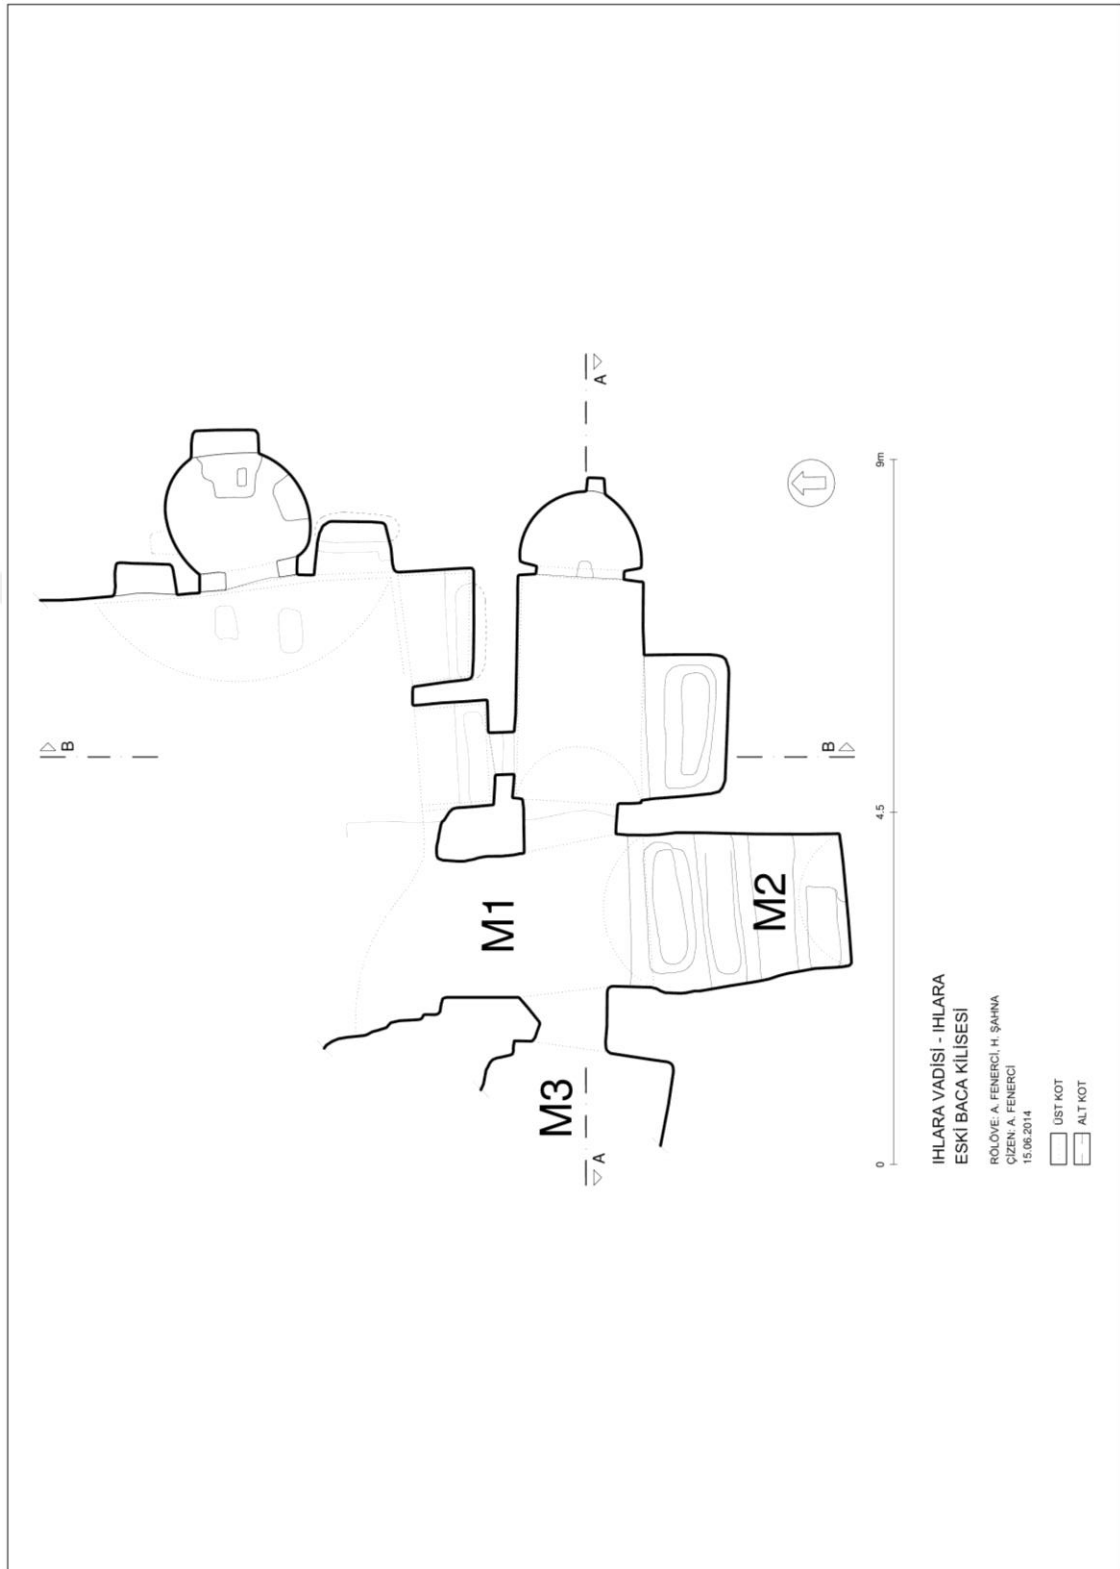 B
A
M1
M2
M3
A
B
0
4.5
9m
IHLARA VADİSİ - IHLARA
ESKİ BACA KİLİSESİ
RÖLÖVE: A. FENERCİ, H. ŞAHNA
ÇİZEN: A. FENERCİ
15.06.2014
ÜST KOT
ALT KOT